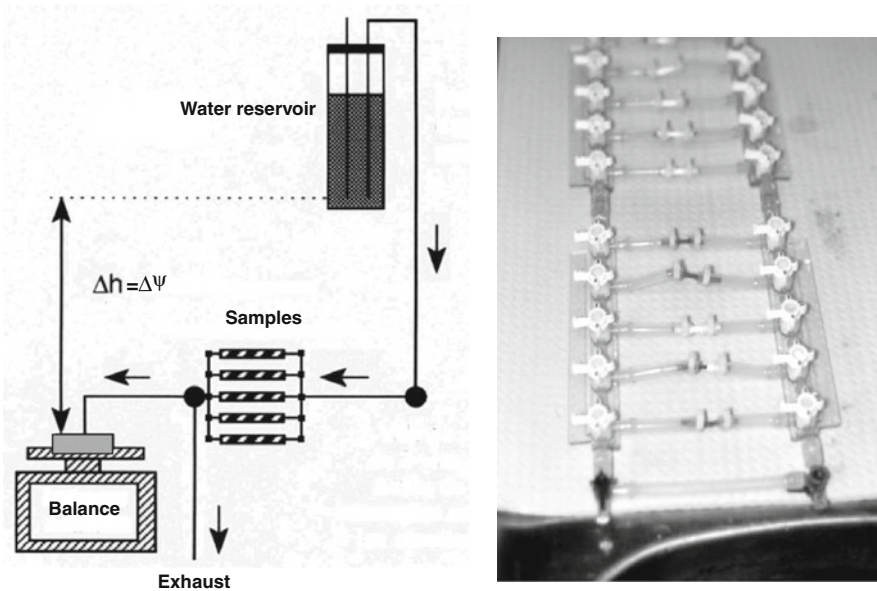 Water reservoir
Δh=Δψ
Samples
Balance
Exhaust